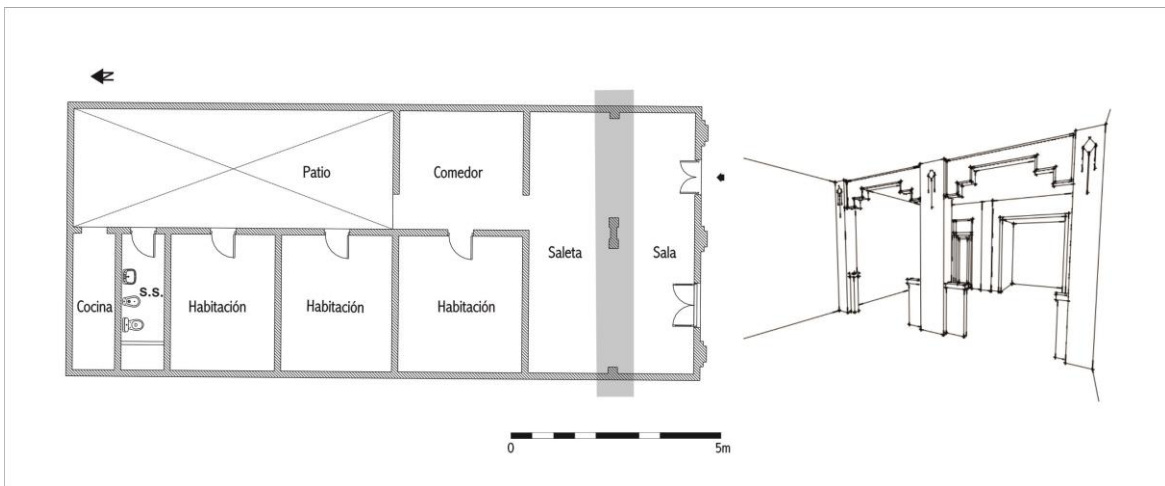 N
Patio
Comedor
Saleta
Sala
Cocina
s.s.
Habitación
Habitación
Habitación
0
5m